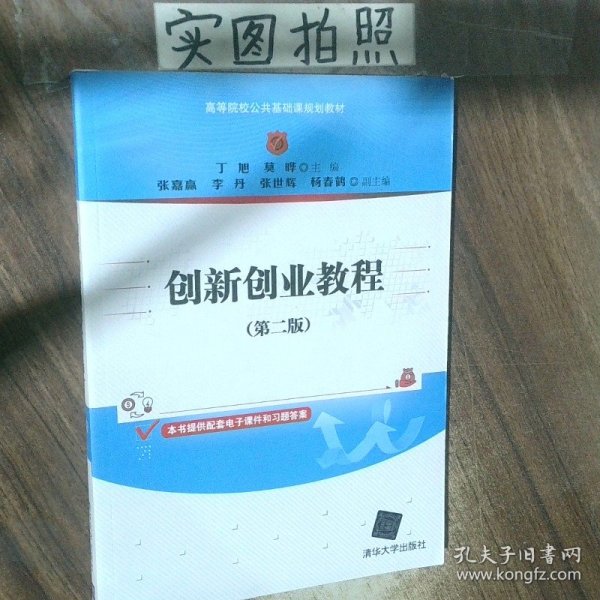 实图拍照
高等院校公共基础课规划教材
丁旭 莫晔 主编
张嘉赢 李丹 张世辉 杨春鹤 副主编
创新创业教程
(第二版)
本书提供配套电子课件和习题答案
清华大学出版社
孔夫子旧书网
www.kongfz.com